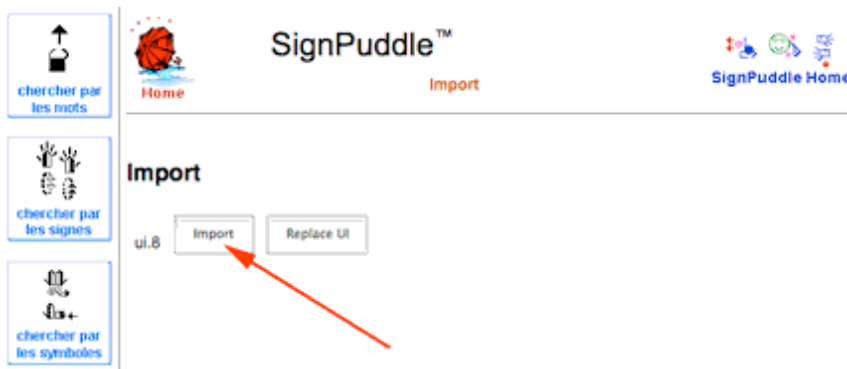 chercher par
les mots
chercher par
les signes
chercher par
les symboles
Home
SignPuddle™
Import
SignPuddle Home
Import
ui.8
Import
Replace UI